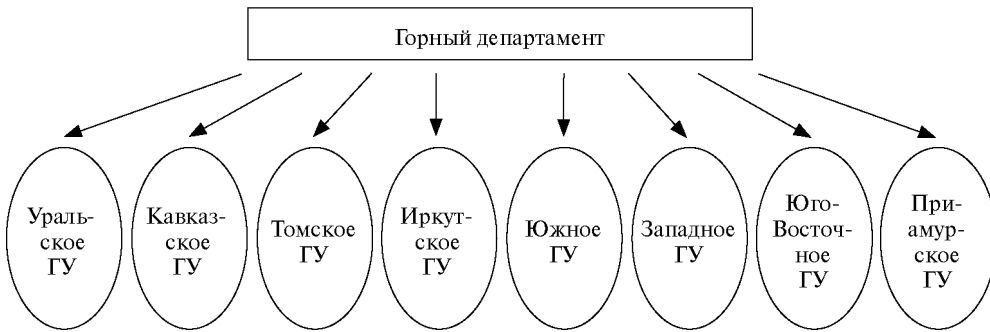 Горный департамент
Ураль-
ское
ГУ
Кавказ-
ское
ГУ
Томское
ГУ
Иркут-
ское
ГУ
Южное
ГУ
Западное
ГУ
Юго-
Восточ-
ное
ГУ
При-
амур-
ское
ГУ